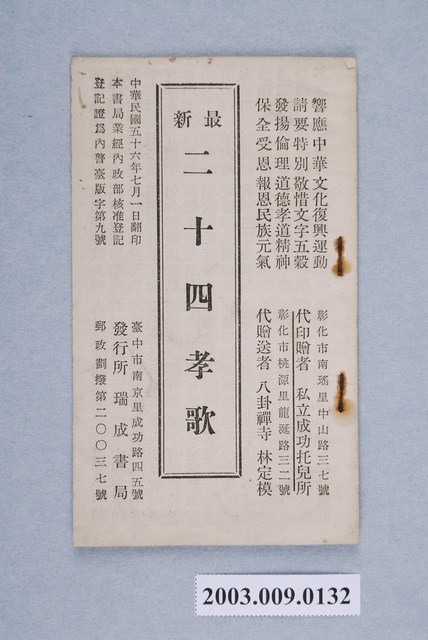 響應中華文化復興運動
請要特別敬惜文字五穀
發揚倫理道德孝道精神
保全受恩報恩民族元氣
彰化市南瑤里中山路三七號
代印贈者 私立成功托兒所
彰化市桃源里龍涎路三二號
代贈送者 八卦禪寺 林定模
最新
二十四孝歌
中華民國五十六年七月一日翻印
本書局業經內政部核准登記
登記證為內警臺版字第九號
臺中市南京里成功路四五號
發行所 瑞成書局
郵政劃撥第二〇〇三七號
2003.009.0132